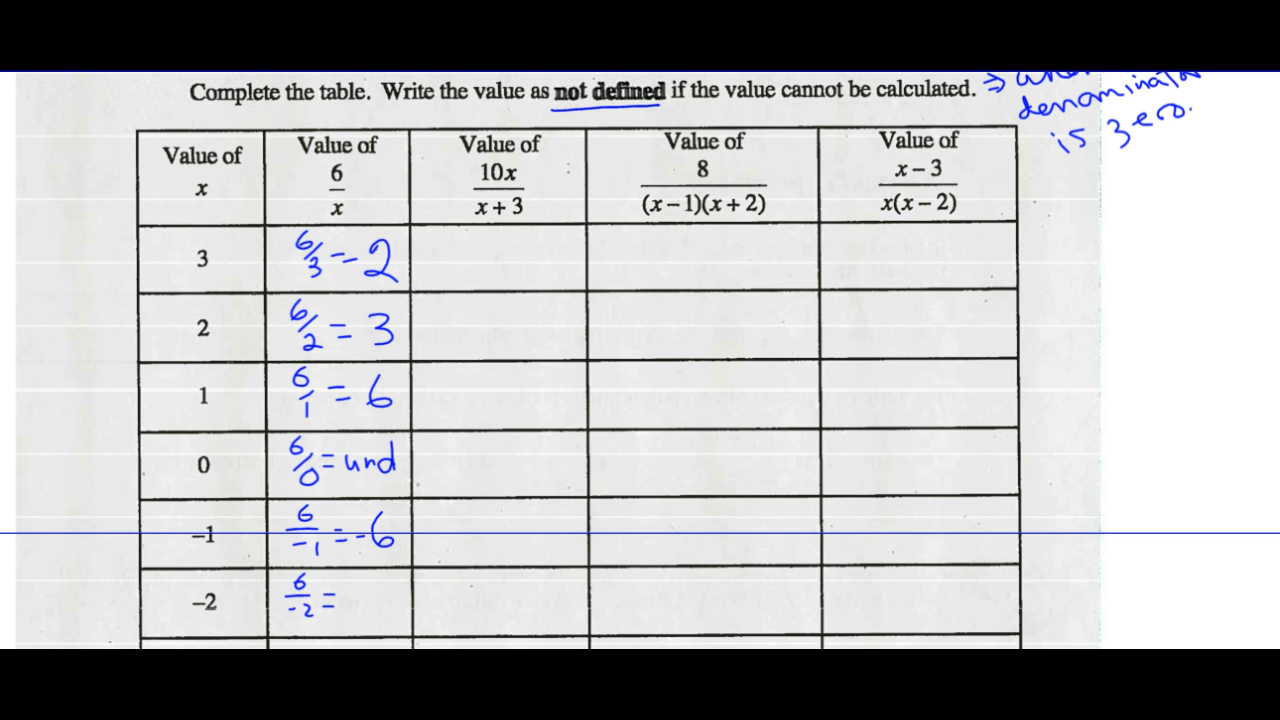 Complete the table. Write the value as not defined if the value cannot be calculated. ⇒
denominator
is zero.
Value of x
Value of 6/x
Value of 10x/(x + 3)
Value of 8/((x – 1)(x + 2))
Value of (x – 3)/(x(x – 2))
3 6/3 = 2
2 6/2 = 3
1 6/1 = 6
0 6/0 = und
–1 6/-1 = -6
–2 6/-2 =